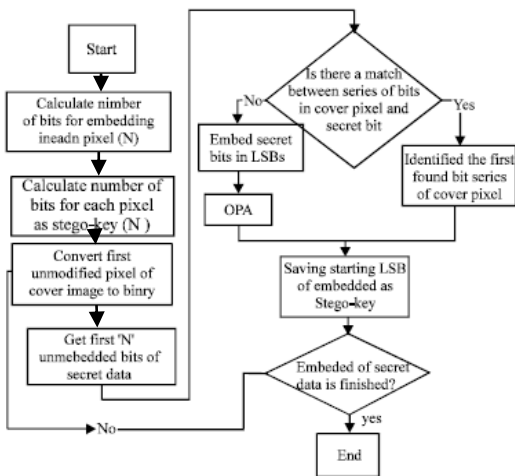 Start
Calculate nimber
of bits for embedding
ineadn pixel (N)
Calculate number of
bits for each pixel
as stego-key (N )
Convert first
unmodified pixel of
cover image to binry
Get first 'N'
unmebedded bits of
secret data
Is there a match
between series of bits
in cover pixel and
secret bit
No
Yes
Embed secret
bits in LSBs
OPA
Identified the first
found bit series
of cover pixel
Saving starting LSB
of embedded as
Stego-key
Embeded of secret
data is finished?
No
yes
End